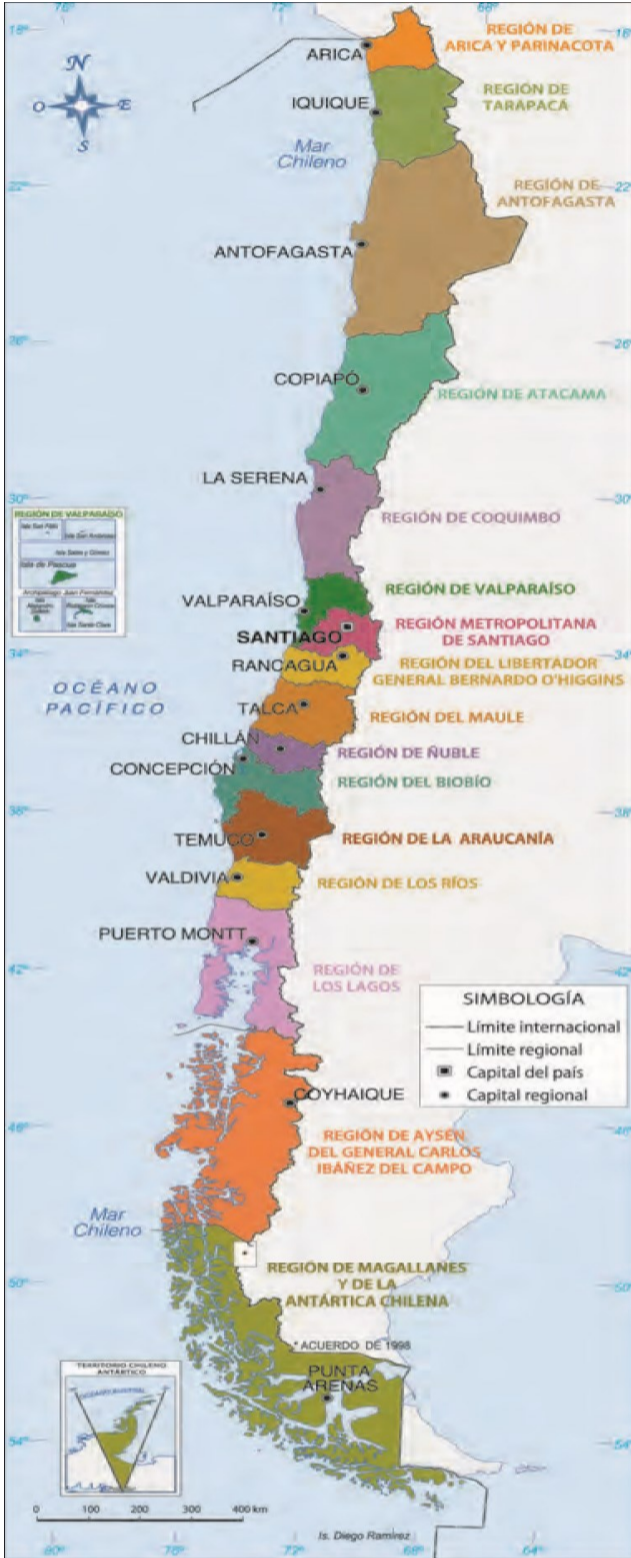 18°
68°
18°
REGIÓN DE
ARICA Y PARINACOTA
ARICA
N
O
E
S
IQUIQUE
REGIÓN DE
TARAPACÁ
Mar
Chileno
22°
22°
REGIÓN DE
ANTOFAGASTA
ANTOFAGASTA
26°
26°
COPIAPÓ
REGIÓN DE ATACAMA
LA SERENA
30°
30°
REGIÓN DE COQUIMBO
Isla de Pascua
Archipiélago Juan Fernández
Isla Santa Clara
VALPARAÍSO
REGIÓN DE VALPARAÍSO
SANTIAGO
REGIÓN METROPOLITANA
DE SANTIAGO
34°
34°
RANCAGUA
REGIÓN DEL LIBERTADOR
GENERAL BERNARDO O'HIGGINS
OCÉANO
PACÍFICO
TALCA
REGIÓN DEL MAULE
CHILLÁN
REGIÓN DE ÑUBLE
CONCEPCIÓN
REGIÓN DEL BIOBÍO
38°
38°
TEMUCO
REGIÓN DE LA ARAUCANÍA
VALDIVIA
REGIÓN DE LOS RÍOS
PUERTO MONTT
42°
42°
REGIÓN DE
LOS LAGOS
SIMBOLOGÍA
Límite internacional
Límite regional
Capital del país
Capital regional
COYHAIQUE
46°
46°
REGIÓN DE AYSÉN
DEL GENERAL CARLOS
IBÁÑEZ DEL CAMPO
Mar
Chileno
50°
50°
REGIÓN DE MAGALLANES
Y DE LA
ANTÁRTICA CHILENA
* ACUERDO DE 1998
TERRITORIO CHILENO
ANTÁRTICO
PUNTA
ARENAS
54°
54°
0 100 200 400 km
Is. Diego Ramírez
80°
76°
72°
68°
64°